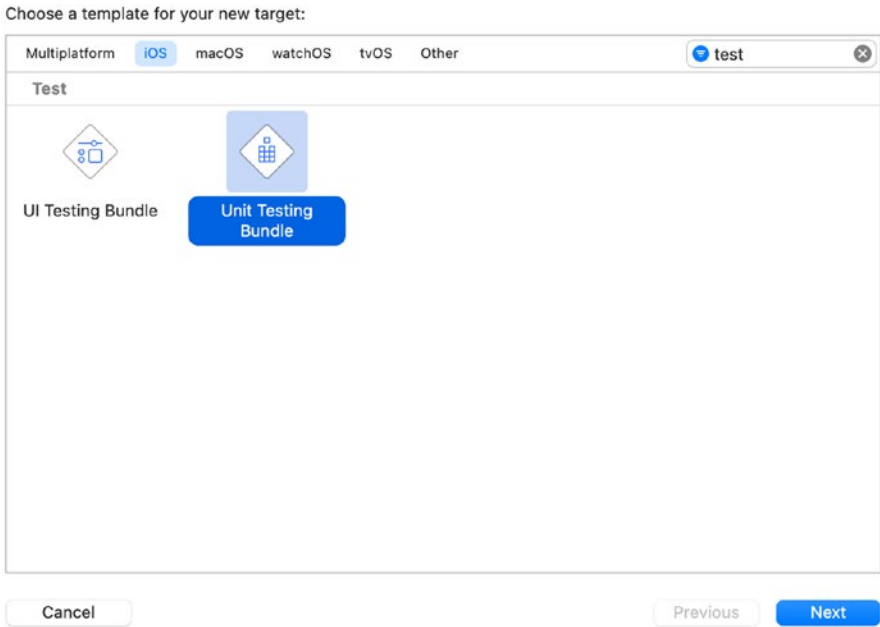 Choose a template for your new target:
Multiplatform iOS macOS watchOS tvOS Other test
Test
UI Testing Bundle
Unit Testing
Bundle
Cancel Previous Next